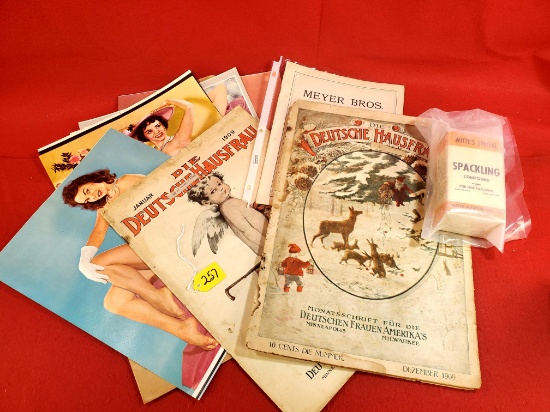 MEYER BROS.
DIE
DEUTSCHE HAUSFRAU
MONATSSCHRIFT FÜR DIE
DEUTSCHEN FRAUEN AMERIKA'S
MINNEAPOLIS MILWAUKEE
10 CENTS DIE NUMMER.
DEZEMBER 1909
JANUAR 1909
DIE
DEUTSCHE
HAUSFRAU
257
SPACKLING
COMPOUND